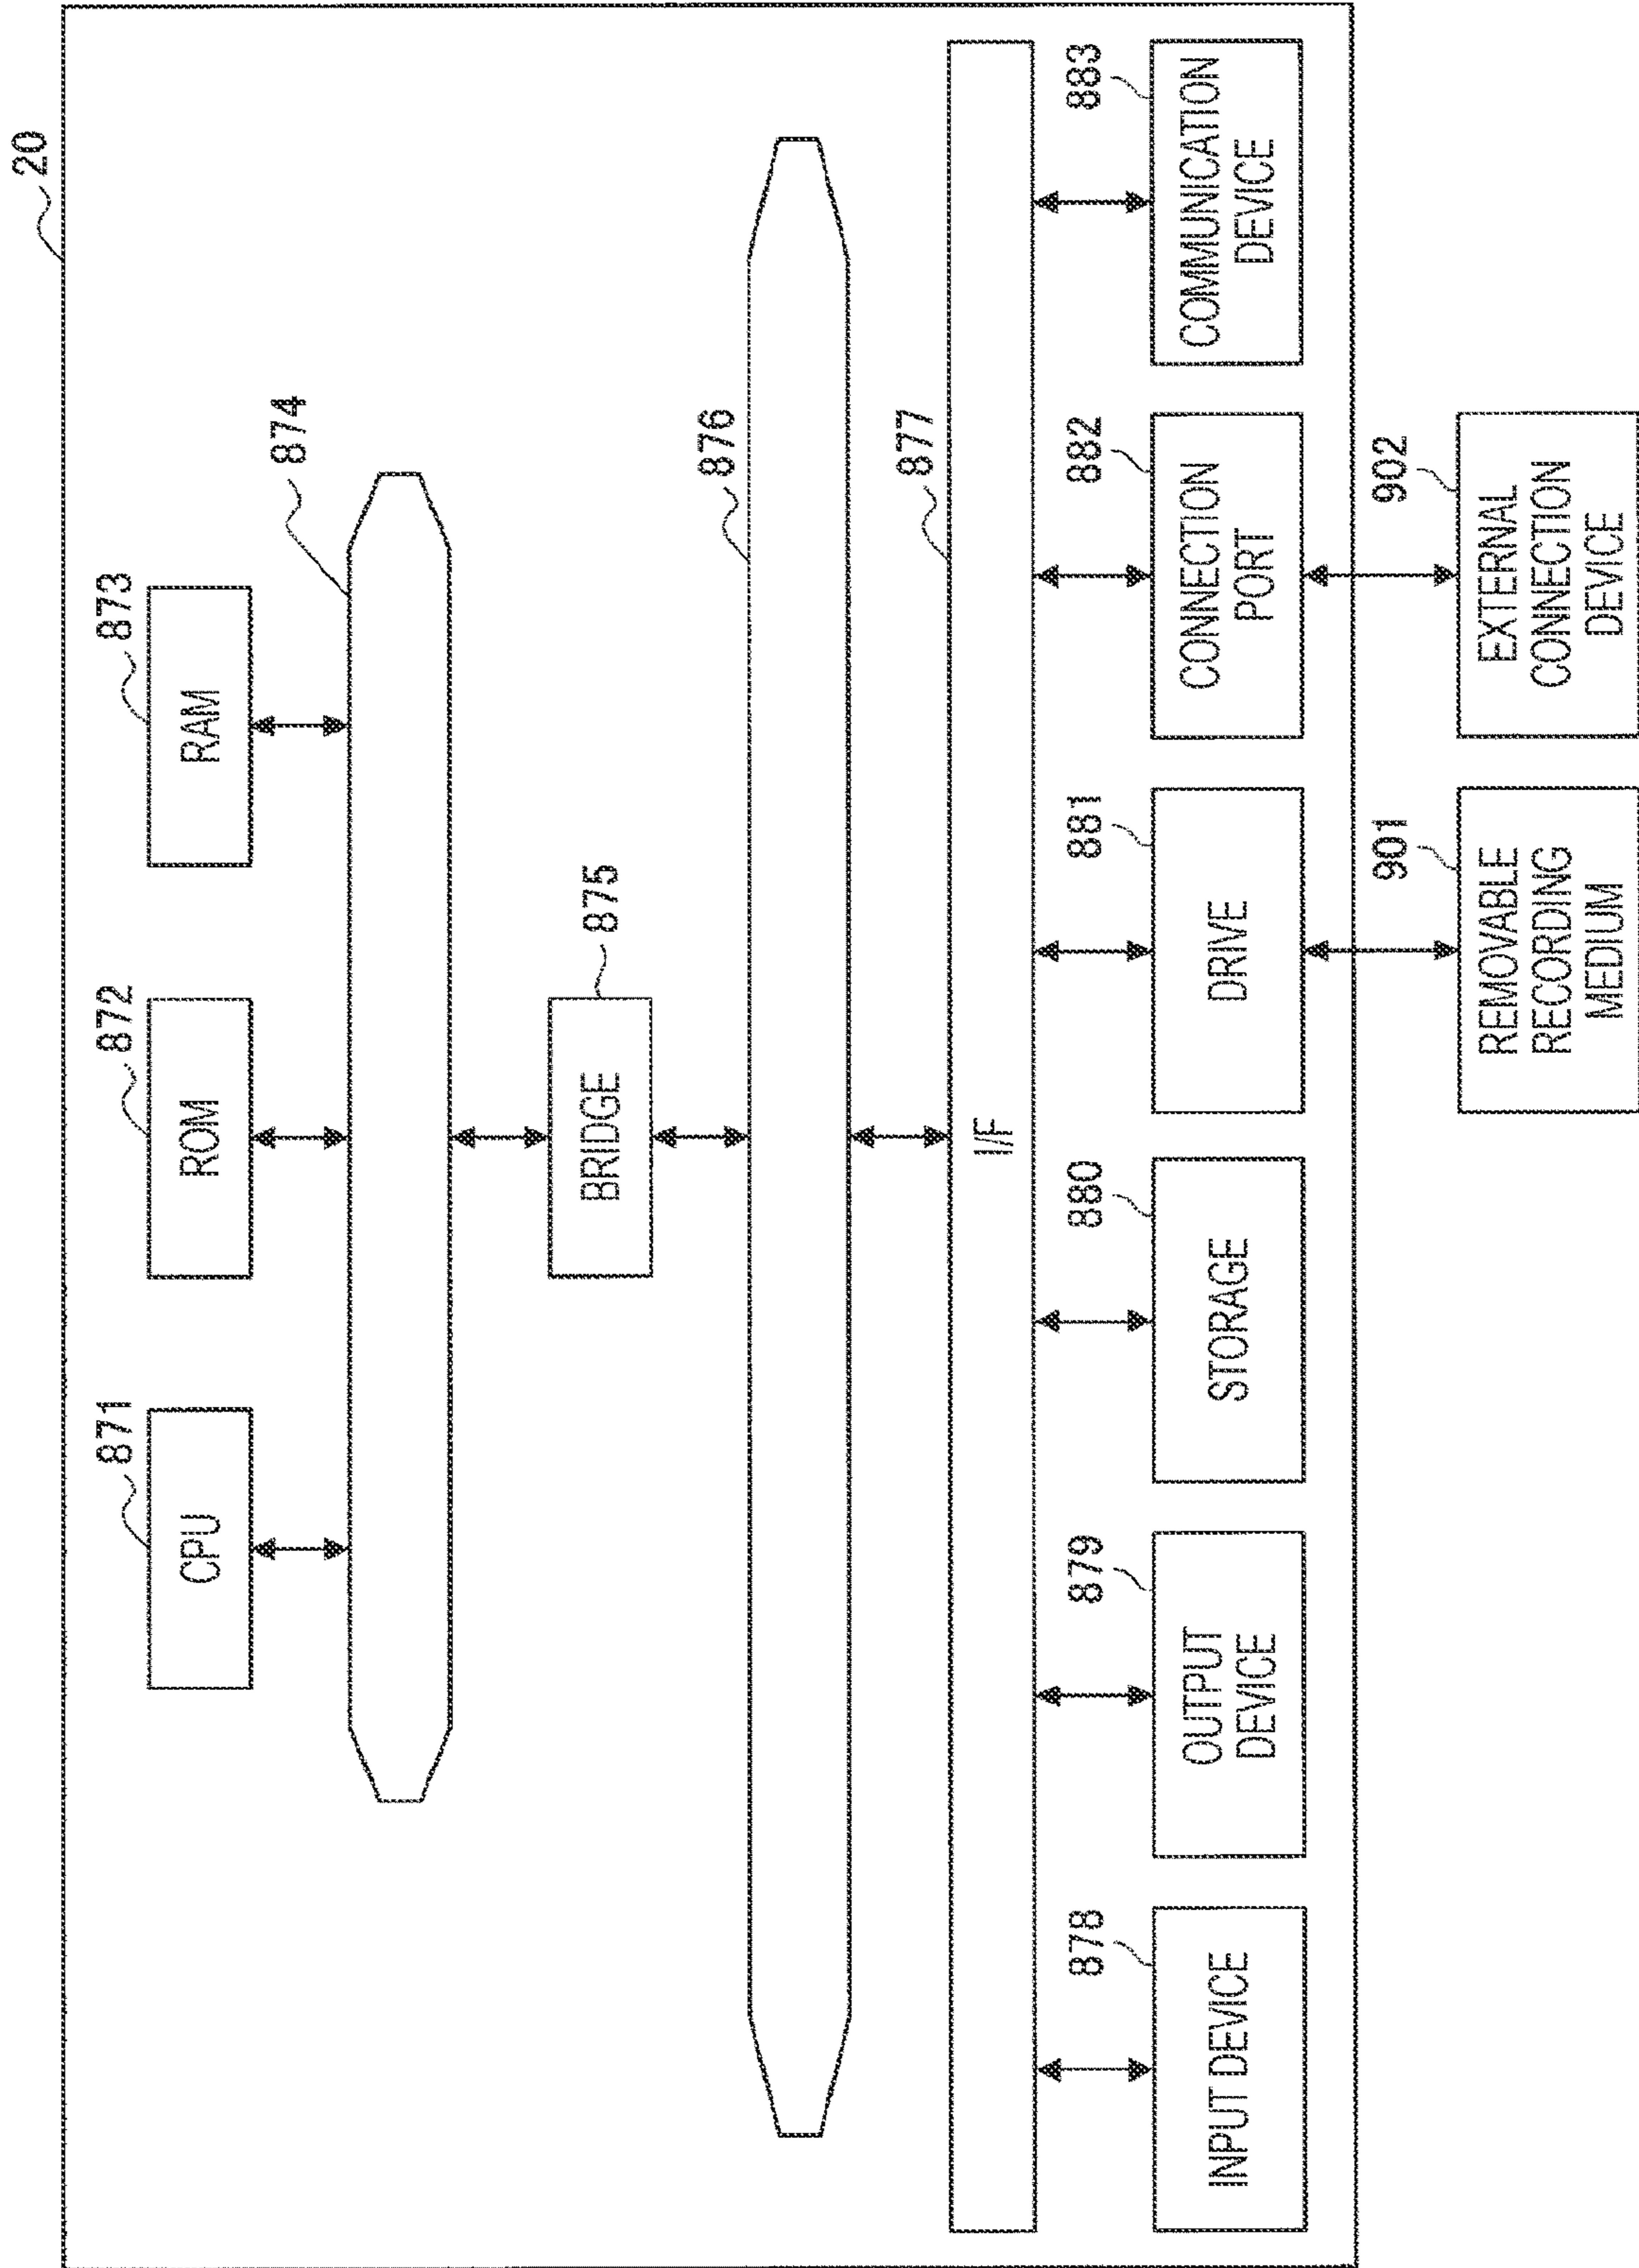 20
871
CPU
872
ROM
873
RAM
874
BRIDGE
875
876
877
I/F
878
INPUT DEVICE
879
OUTPUT
DEVICE
880
STORAGE
881
DRIVE
882
CONNECTION
PORT
883
COMMUNICATION
DEVICE
901
REMOVABLE
RECORDING
MEDIUM
902
EXTERNAL
CONNECTION
DEVICE